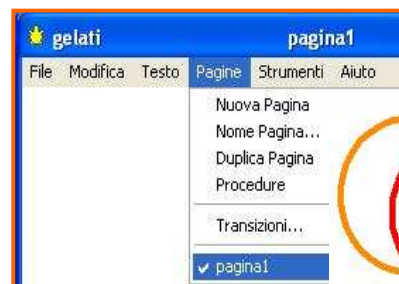 gelati pagina1
File Modifica Testo Pagine Strumenti Aiuto
Nuova Pagina
Nome Pagina...
Duplica Pagina
Procedure
Transizioni...
pagina1